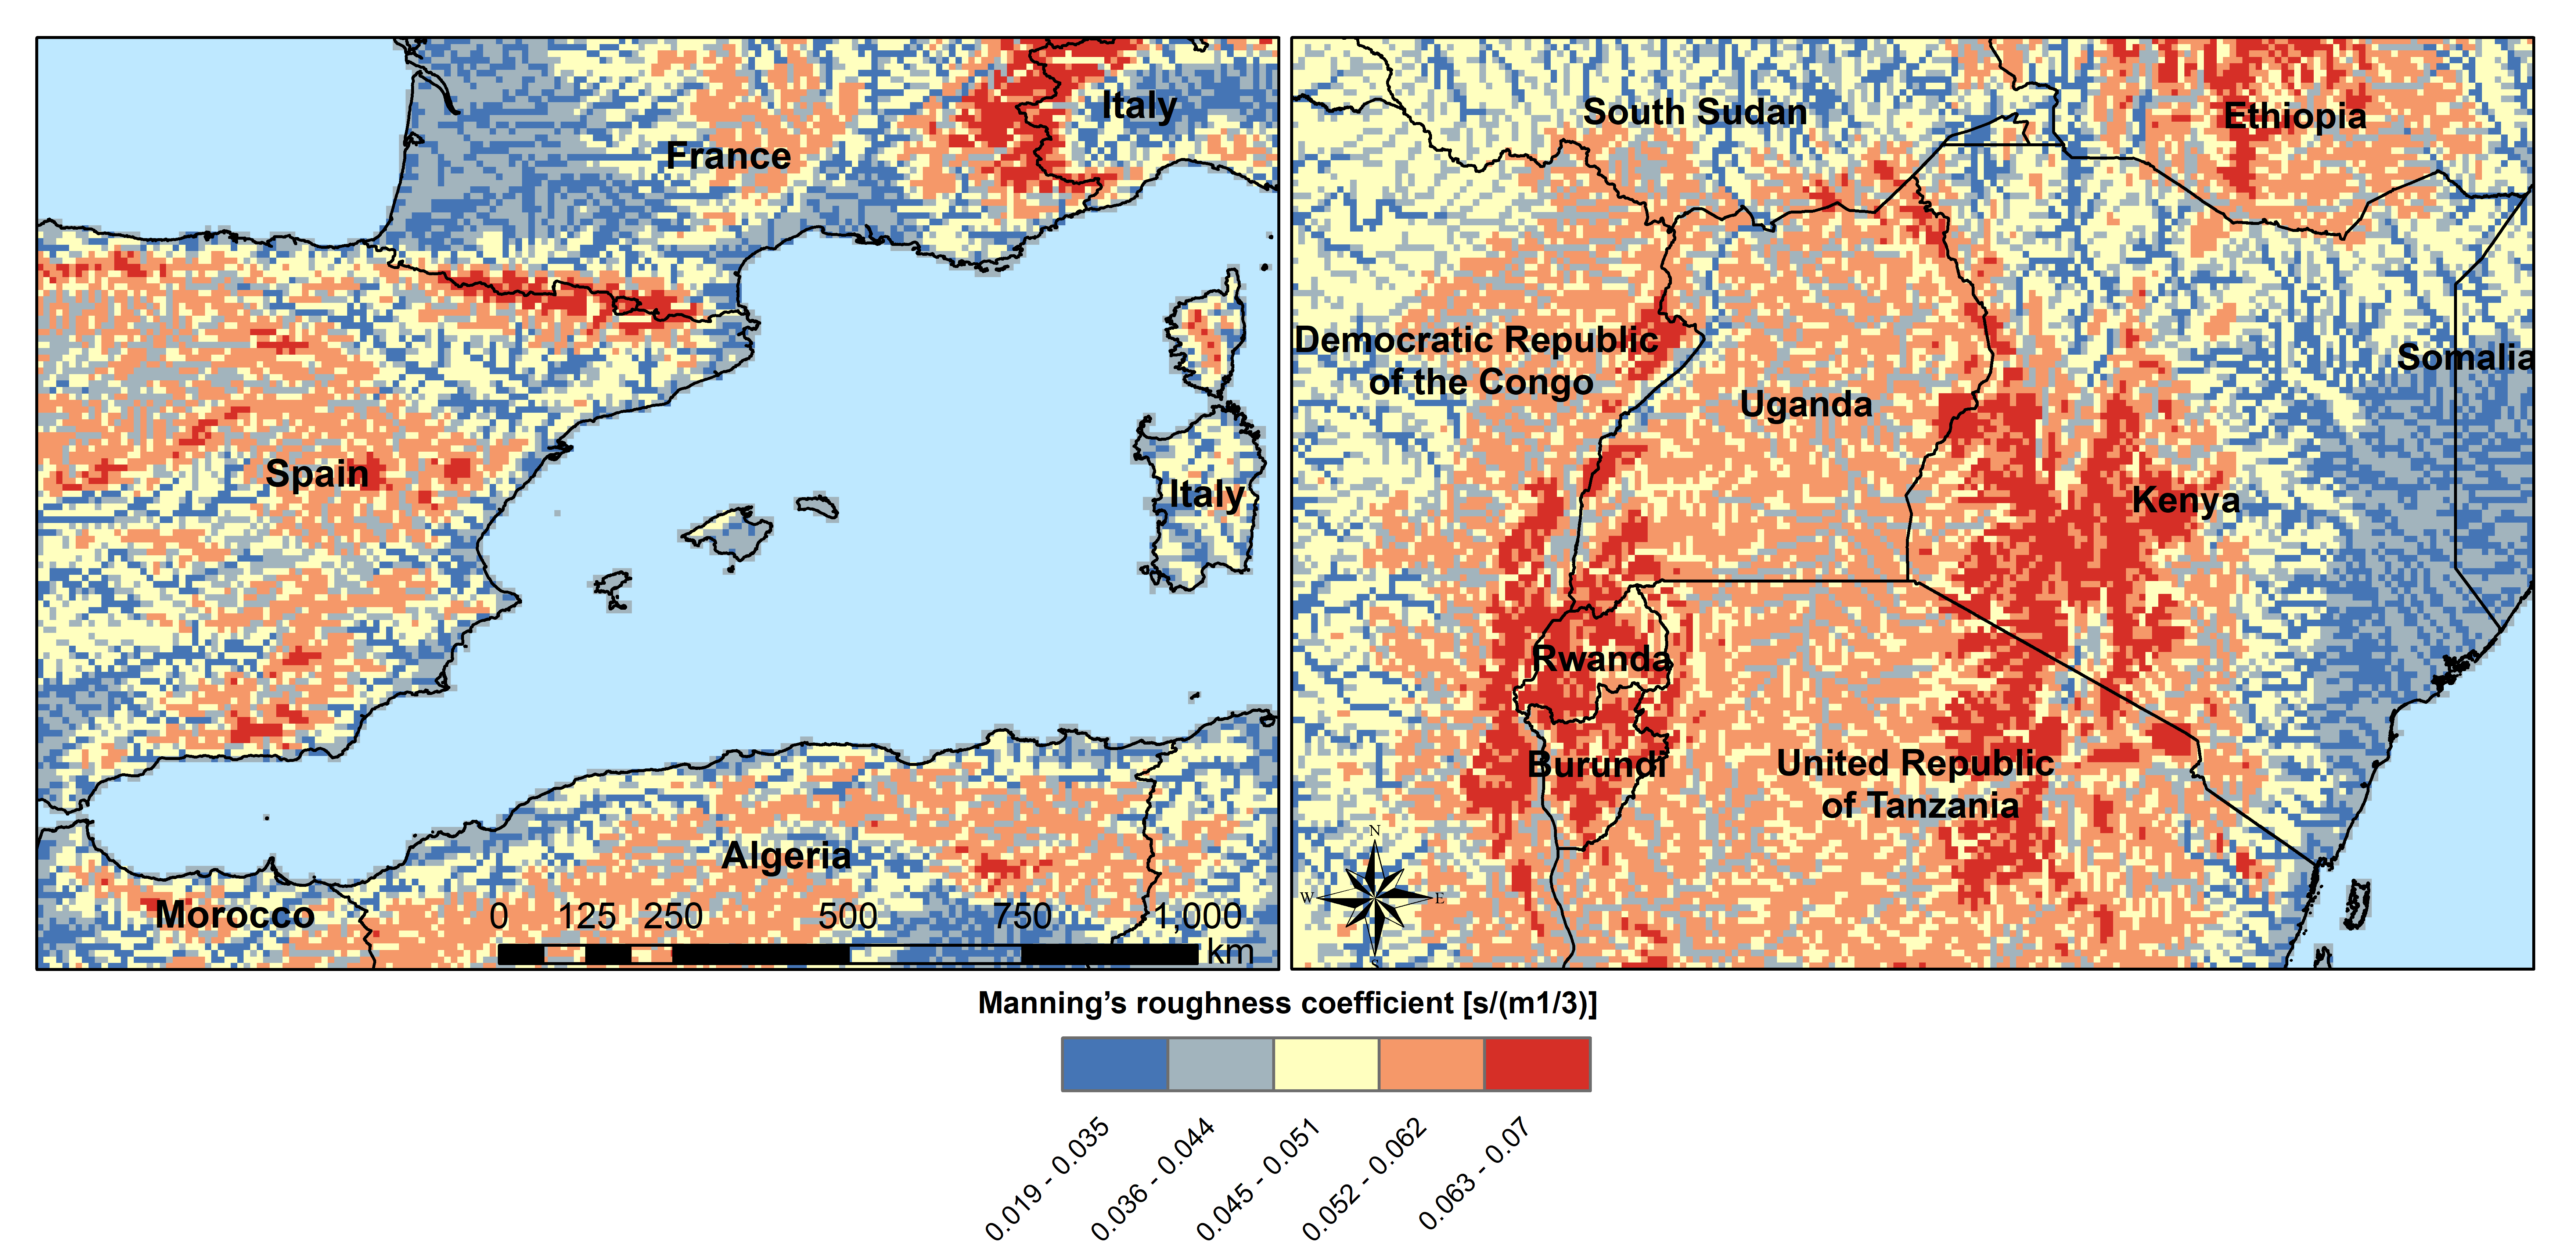 France
Italy
Spain
Italy
Algeria
Morocco
0 125 250 500 750 1,000
km
South Sudan
Ethiopia
Democratic Republic
of the Congo
Somalia
Uganda
Kenya
Rwanda
Burundi
United Republic
of Tanzania
N
W E
S
Manning’s roughness coefficient [s/(m1/3)]
0.019 - 0.035
0.036 - 0.044
0.045 - 0.051
0.052 - 0.062
0.063 - 0.07